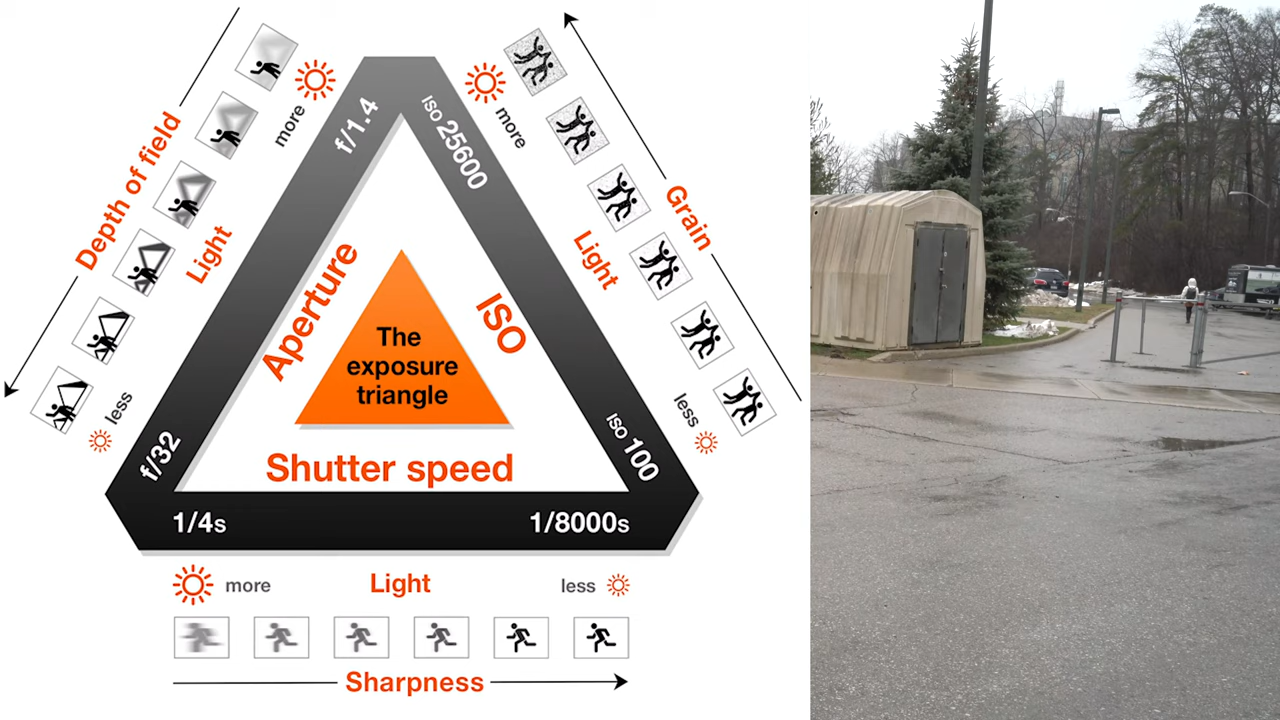 Depth of field
more
Light
less
f/1.4
Aperture
f/32
more
Grain
Light
less
ISO 25600
ISO
ISO 100
The
exposure
triangle
Shutter speed
1/4s
1/8000s
more
Light
less
Sharpness